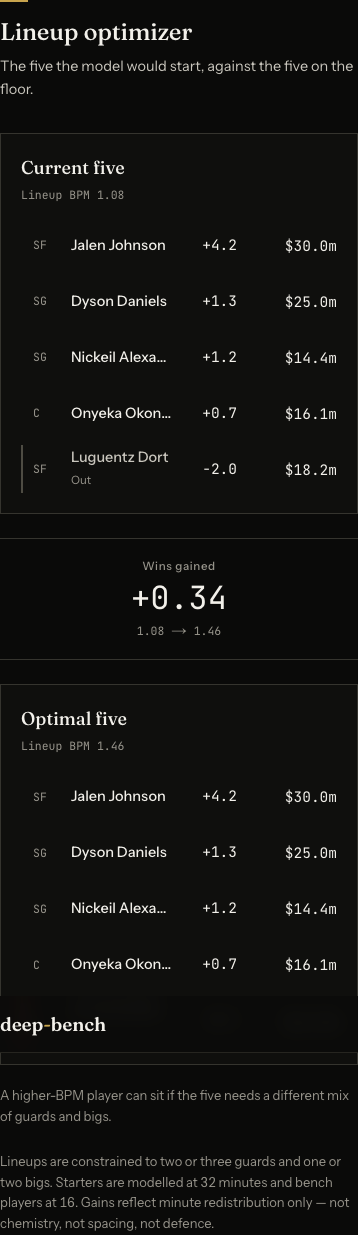 Lineup optimizer
The five the model would start, against the five on the
floor.
Current five
Lineup BPM 1.08
SF Jalen Johnson +4.2 $30.0m
SG Dyson Daniels +1.3 $25.0m
SG Nickeil Alexa... +1.2 $14.4m
C Onyeka Okon... +0.7 $16.1m
SF Luguentz Dort -2.0 $18.2m
Out
Wins gained
+0.34
1.08 → 1.46
Optimal five
Lineup BPM 1.46
SF Jalen Johnson +4.2 $30.0m
SG Dyson Daniels +1.3 $25.0m
SG Nickeil Alexa... +1.2 $14.4m
C Onyeka Okon... +0.7 $16.1m
deep-bench
A higher-BPM player can sit if the five needs a different mix
of guards and bigs.
Lineups are constrained to two or three guards and one or
two bigs. Starters are modelled at 32 minutes and bench
players at 16. Gains reflect minute redistribution only — not
chemistry, not spacing, not defence.